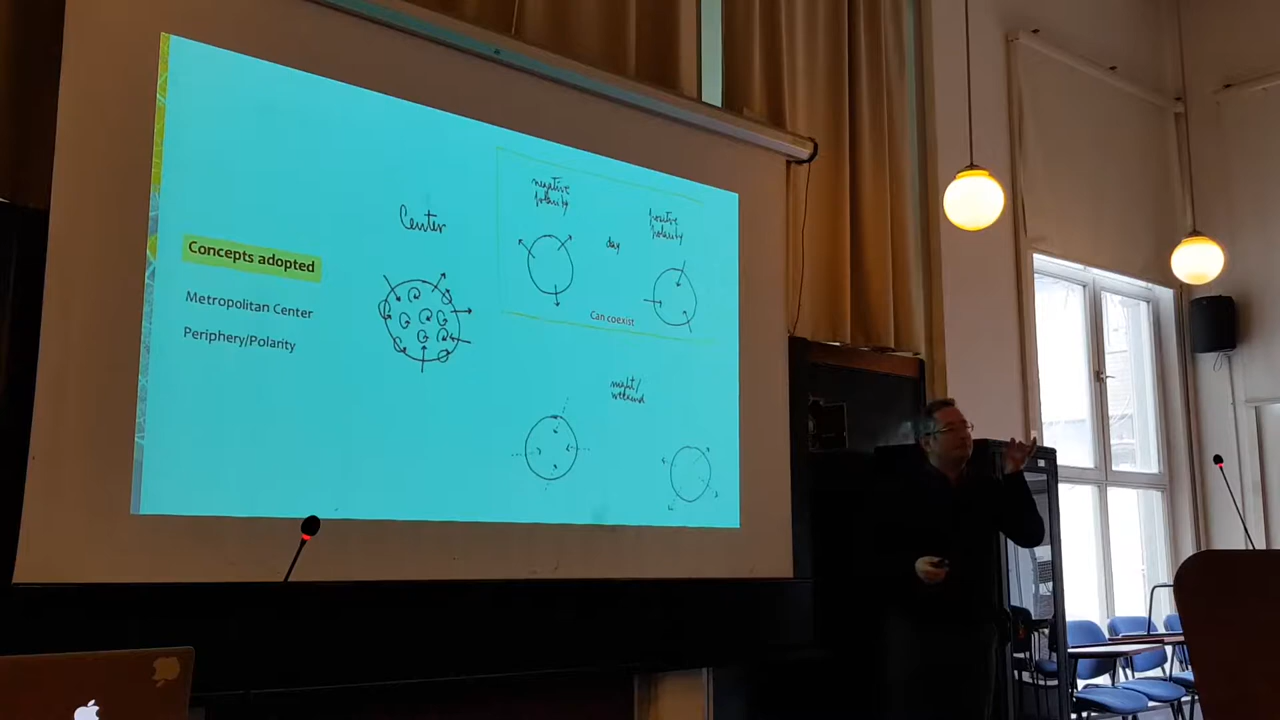 Concepts adopted
Metropolitan Center
Periphery/Polarity
Center
negative
polarity
day
positive
polarity
Can coexist
night/
weekend